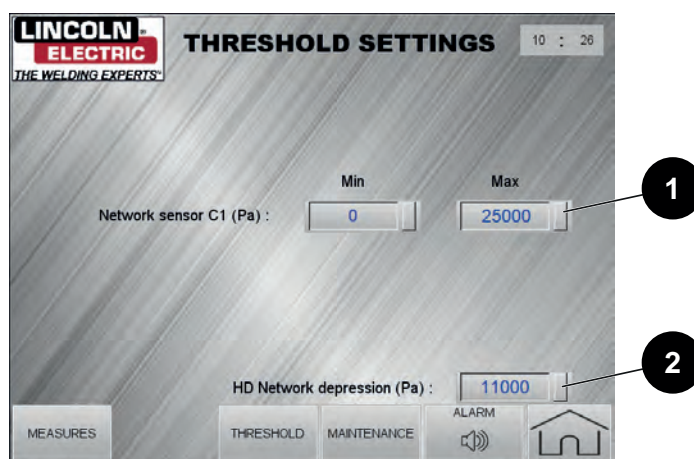 LINCOLN
ELECTRIC
THE WELDING EXPERTS
THRESHOLD SETTINGS
10 : 26
Min Max
1
Network sensor C1 (Pa) : 0 25000
2
HD Network depression (Pa) : 11000
MEASURES THRESHOLD MAINTENANCE ALARM